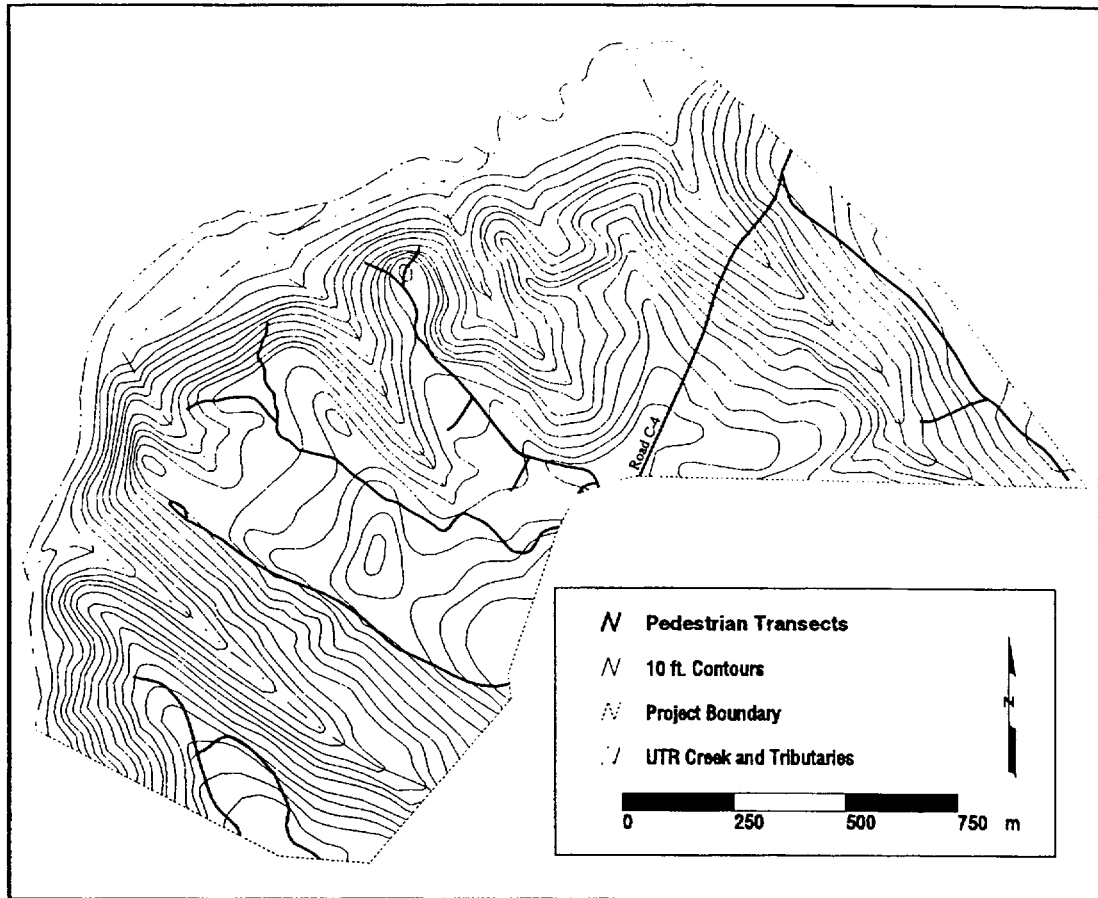 Road C-4
Pedestrian Transects
10 ft. Contours
Project Boundary
UTR Creek and Tributaries
N
0 250 500 750 m